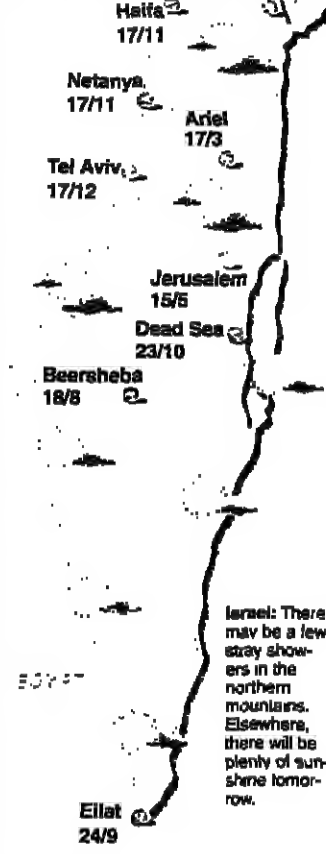 Haifa
17/11
Netanya
17/11
Ariel
17/3
Tel Aviv
17/12
Jerusalem
15/5
Dead Sea
23/10
Beersheba
18/8
Israel: There
may be a few
stray show-
ers in the
northern
mountains.
Elsewhere,
there will be
plenty of sun-
shine tomor-
row.
Eilat
24/9